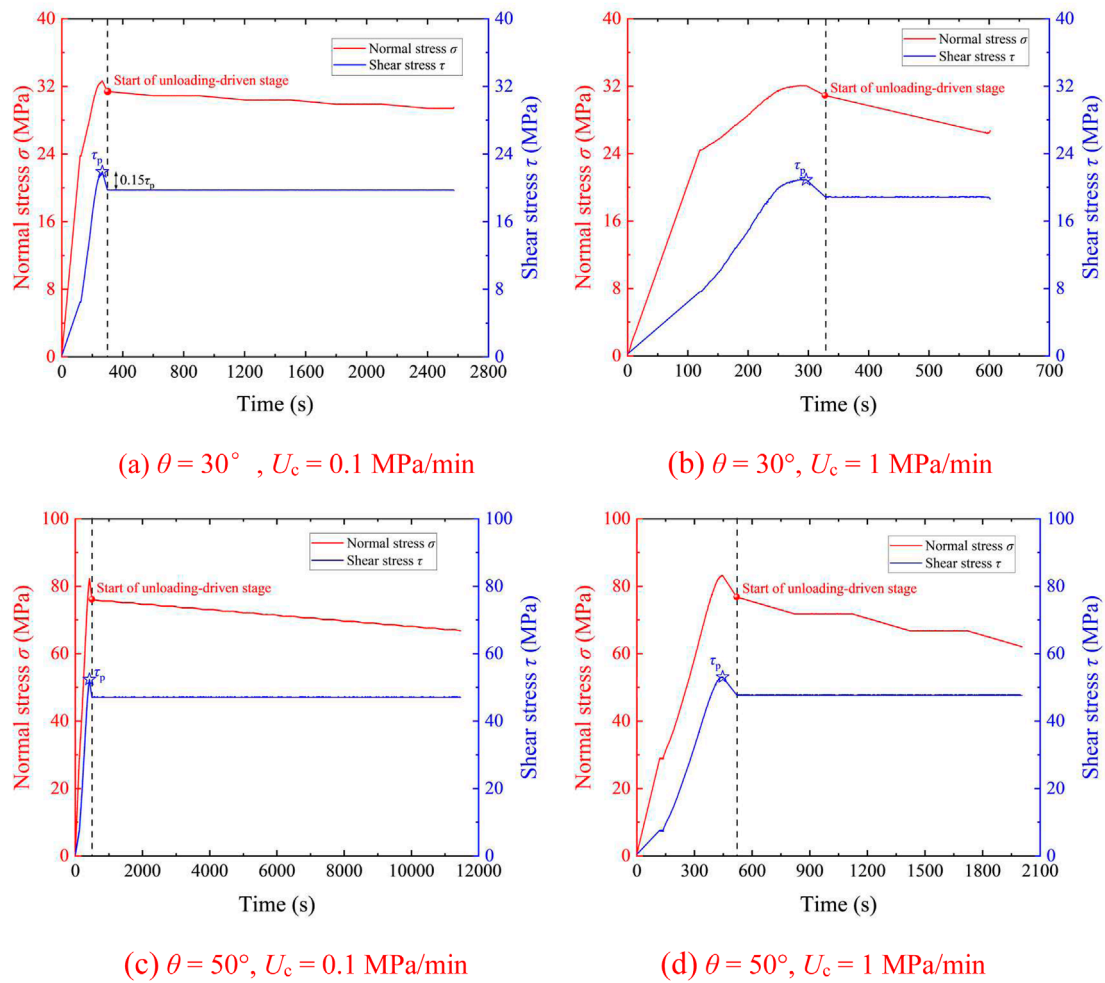 Normal stress σ (MPa)
40
32
24
16
8
0
Normal stress σ
Shear stress τ
Start of unloading-driven stage
τp
0.15τp
40
32
24
16
8
0
Shear stress τ (MPa)
0 400 800 1200 1600 2000 2400 2800
Time (s)
(a) θ = 30° , Uc = 0.1 MPa/min
Normal stress σ (MPa)
40
32
24
16
8
0
Normal stress σ
Shear stress τ
Start of unloading-driven stage
τp
40
32
24
16
8
0
Shear stress τ (MPa)
0 100 200 300 400 500 600 700
Time (s)
(b) θ = 30°, Uc = 1 MPa/min
Normal stress σ (MPa)
100
80
60
40
20
0
Normal stress σ
Shear stress τ
Start of unloading-driven stage
τp
100
80
60
40
20
0
Shear stress τ (MPa)
0 2000 4000 6000 8000 10000 12000
Time (s)
(c) θ = 50°, Uc = 0.1 MPa/min
Normal stress σ (MPa)
100
80
60
40
20
0
Normal stress σ
Shear stress τ
Start of unloading-driven stage
τp
100
80
60
40
20
0
Shear stress τ (MPa)
0 300 600 900 1200 1500 1800 2100
Time (s)
(d) θ = 50°, Uc = 1 MPa/min